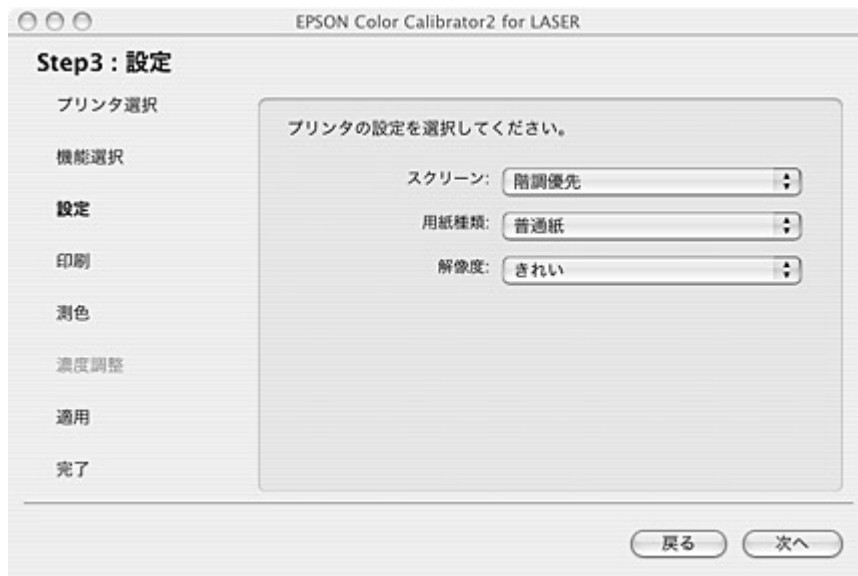 EPSON Color Calibrator2 for LASER
Step3 : 設定
プリンタ選択
機能選択
設定
印刷
測色
濃度調整
適用
完了
プリンタの設定を選択してください。
スクリーン: 階調優先
用紙種類: 普通紙
解像度: きれい
戻る 次へ